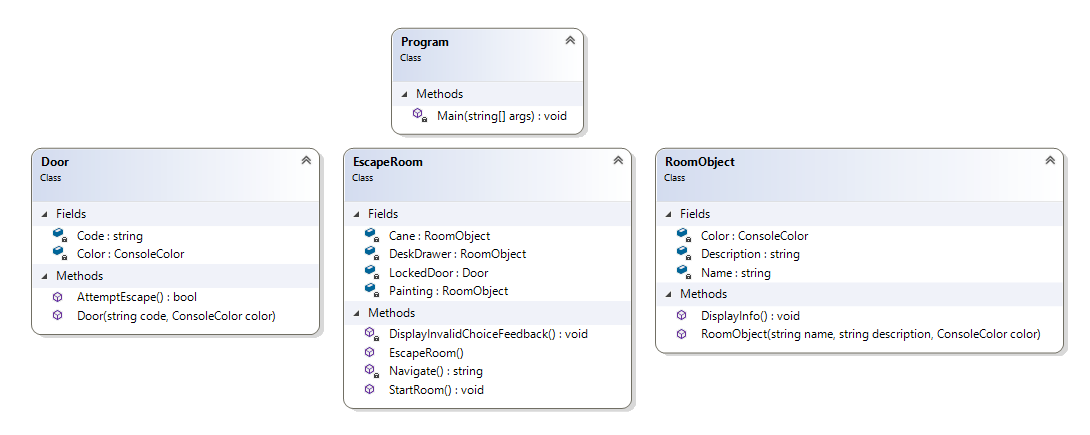 Program
Class
Methods
Main(string[] args) : void
Door
Class
Fields
Code : string
Color : ConsoleColor
Methods
AttemptEscape() : bool
Door(string code, ConsoleColor color)
EscapeRoom
Class
Fields
Cane : RoomObject
DeskDrawer : RoomObject
LockedDoor : Door
Painting : RoomObject
Methods
DisplayInvalidChoiceFeedback() : void
EscapeRoom()
Navigate() : string
StartRoom() : void
RoomObject
Class
Fields
Color : ConsoleColor
Description : string
Name : string
Methods
DisplayInfo() : void
RoomObject(string name, string description, ConsoleColor color)